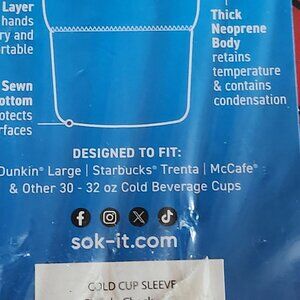 Layer
hands
ry and
rtable
Sewn
ottom
otects
rfaces
Thick
Neoprene
Body
retains
temperature
& contains
condensation
DESIGNED TO FIT:
Dunkin® Large | Starbucks® Trenta | McCafe®
& Other 30 - 32 oz Cold Beverage Cups
sok-it.com
COLD CUP SLEEVE